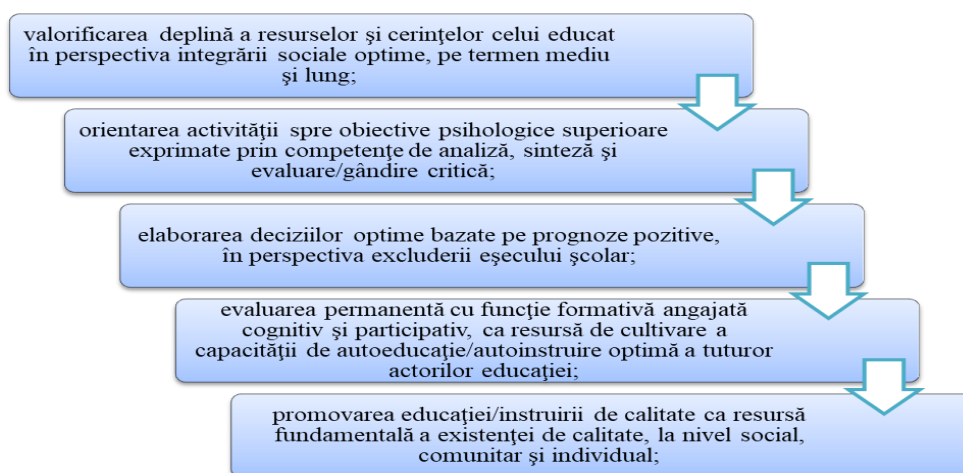 valorificarea deplină a resurselor şi cerinţelor celui educat
în perspectiva integrării sociale optime, pe termen mediu
şi lung;
orientarea activităţii spre obiective psihologice superioare
exprimate prin competenţe de analiză, sinteză şi
evaluare/gândire critică;
elaborarea deciziilor optime bazate pe prognoze pozitive,
în perspectiva excluderii eşecului şcolar;
evaluarea permanentă cu funcţie formativă angajată
cognitiv şi participativ, ca resursă de cultivare a
capacităţii de autoeducaţie/autoinstruire optimă a tuturor
actorilor educaţiei;
promovarea educaţiei/instruirii de calitate ca resursă
fundamentală a existenţei de calitate, la nivel social,
comunitar şi individual;